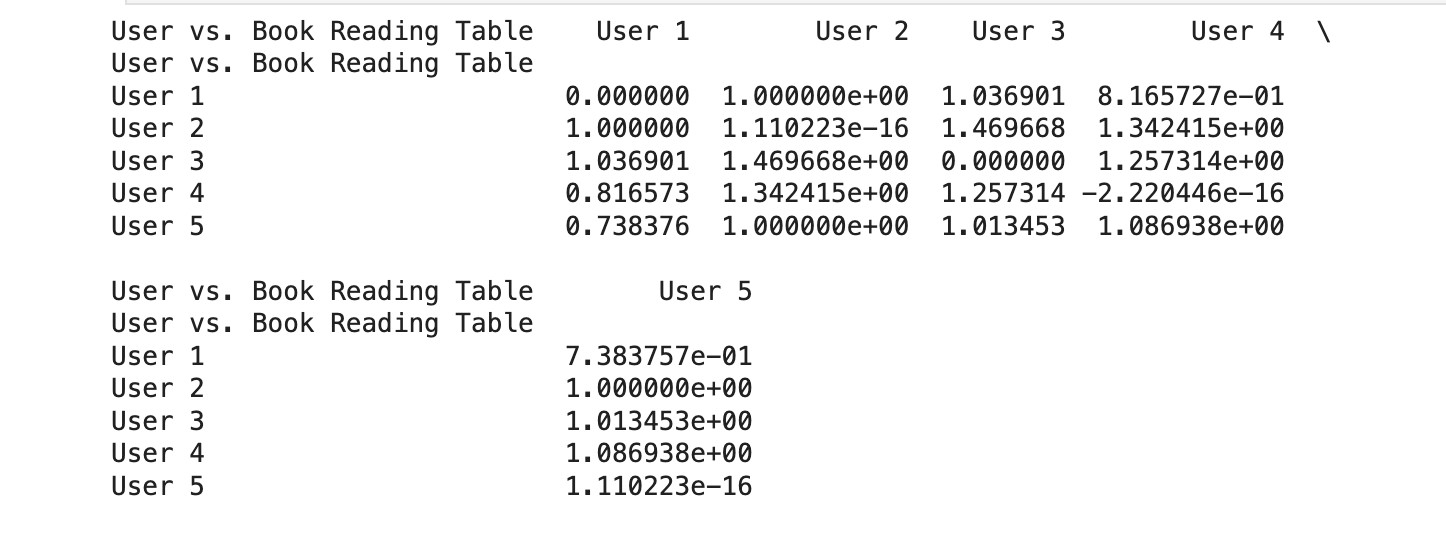 User vs. Book Reading Table    User 1        User 2    User 3        User 4  \
User vs. Book Reading Table
User 1                       0.000000  1.000000e+00  1.036901  8.165727e-01
User 2                       1.000000  1.110223e-16  1.469668  1.342415e+00
User 3                       1.036901  1.469668e+00  0.000000  1.257314e+00
User 4                       0.816573  1.342415e+00  1.257314 -2.220446e-16
User 5                       0.738376  1.000000e+00  1.013453  1.086938e+00

User vs. Book Reading Table        User 5
User vs. Book Reading Table
User 1                       7.383757e-01
User 2                       1.000000e+00
User 3                       1.013453e+00
User 4                       1.086938e+00
User 5                       1.110223e-16